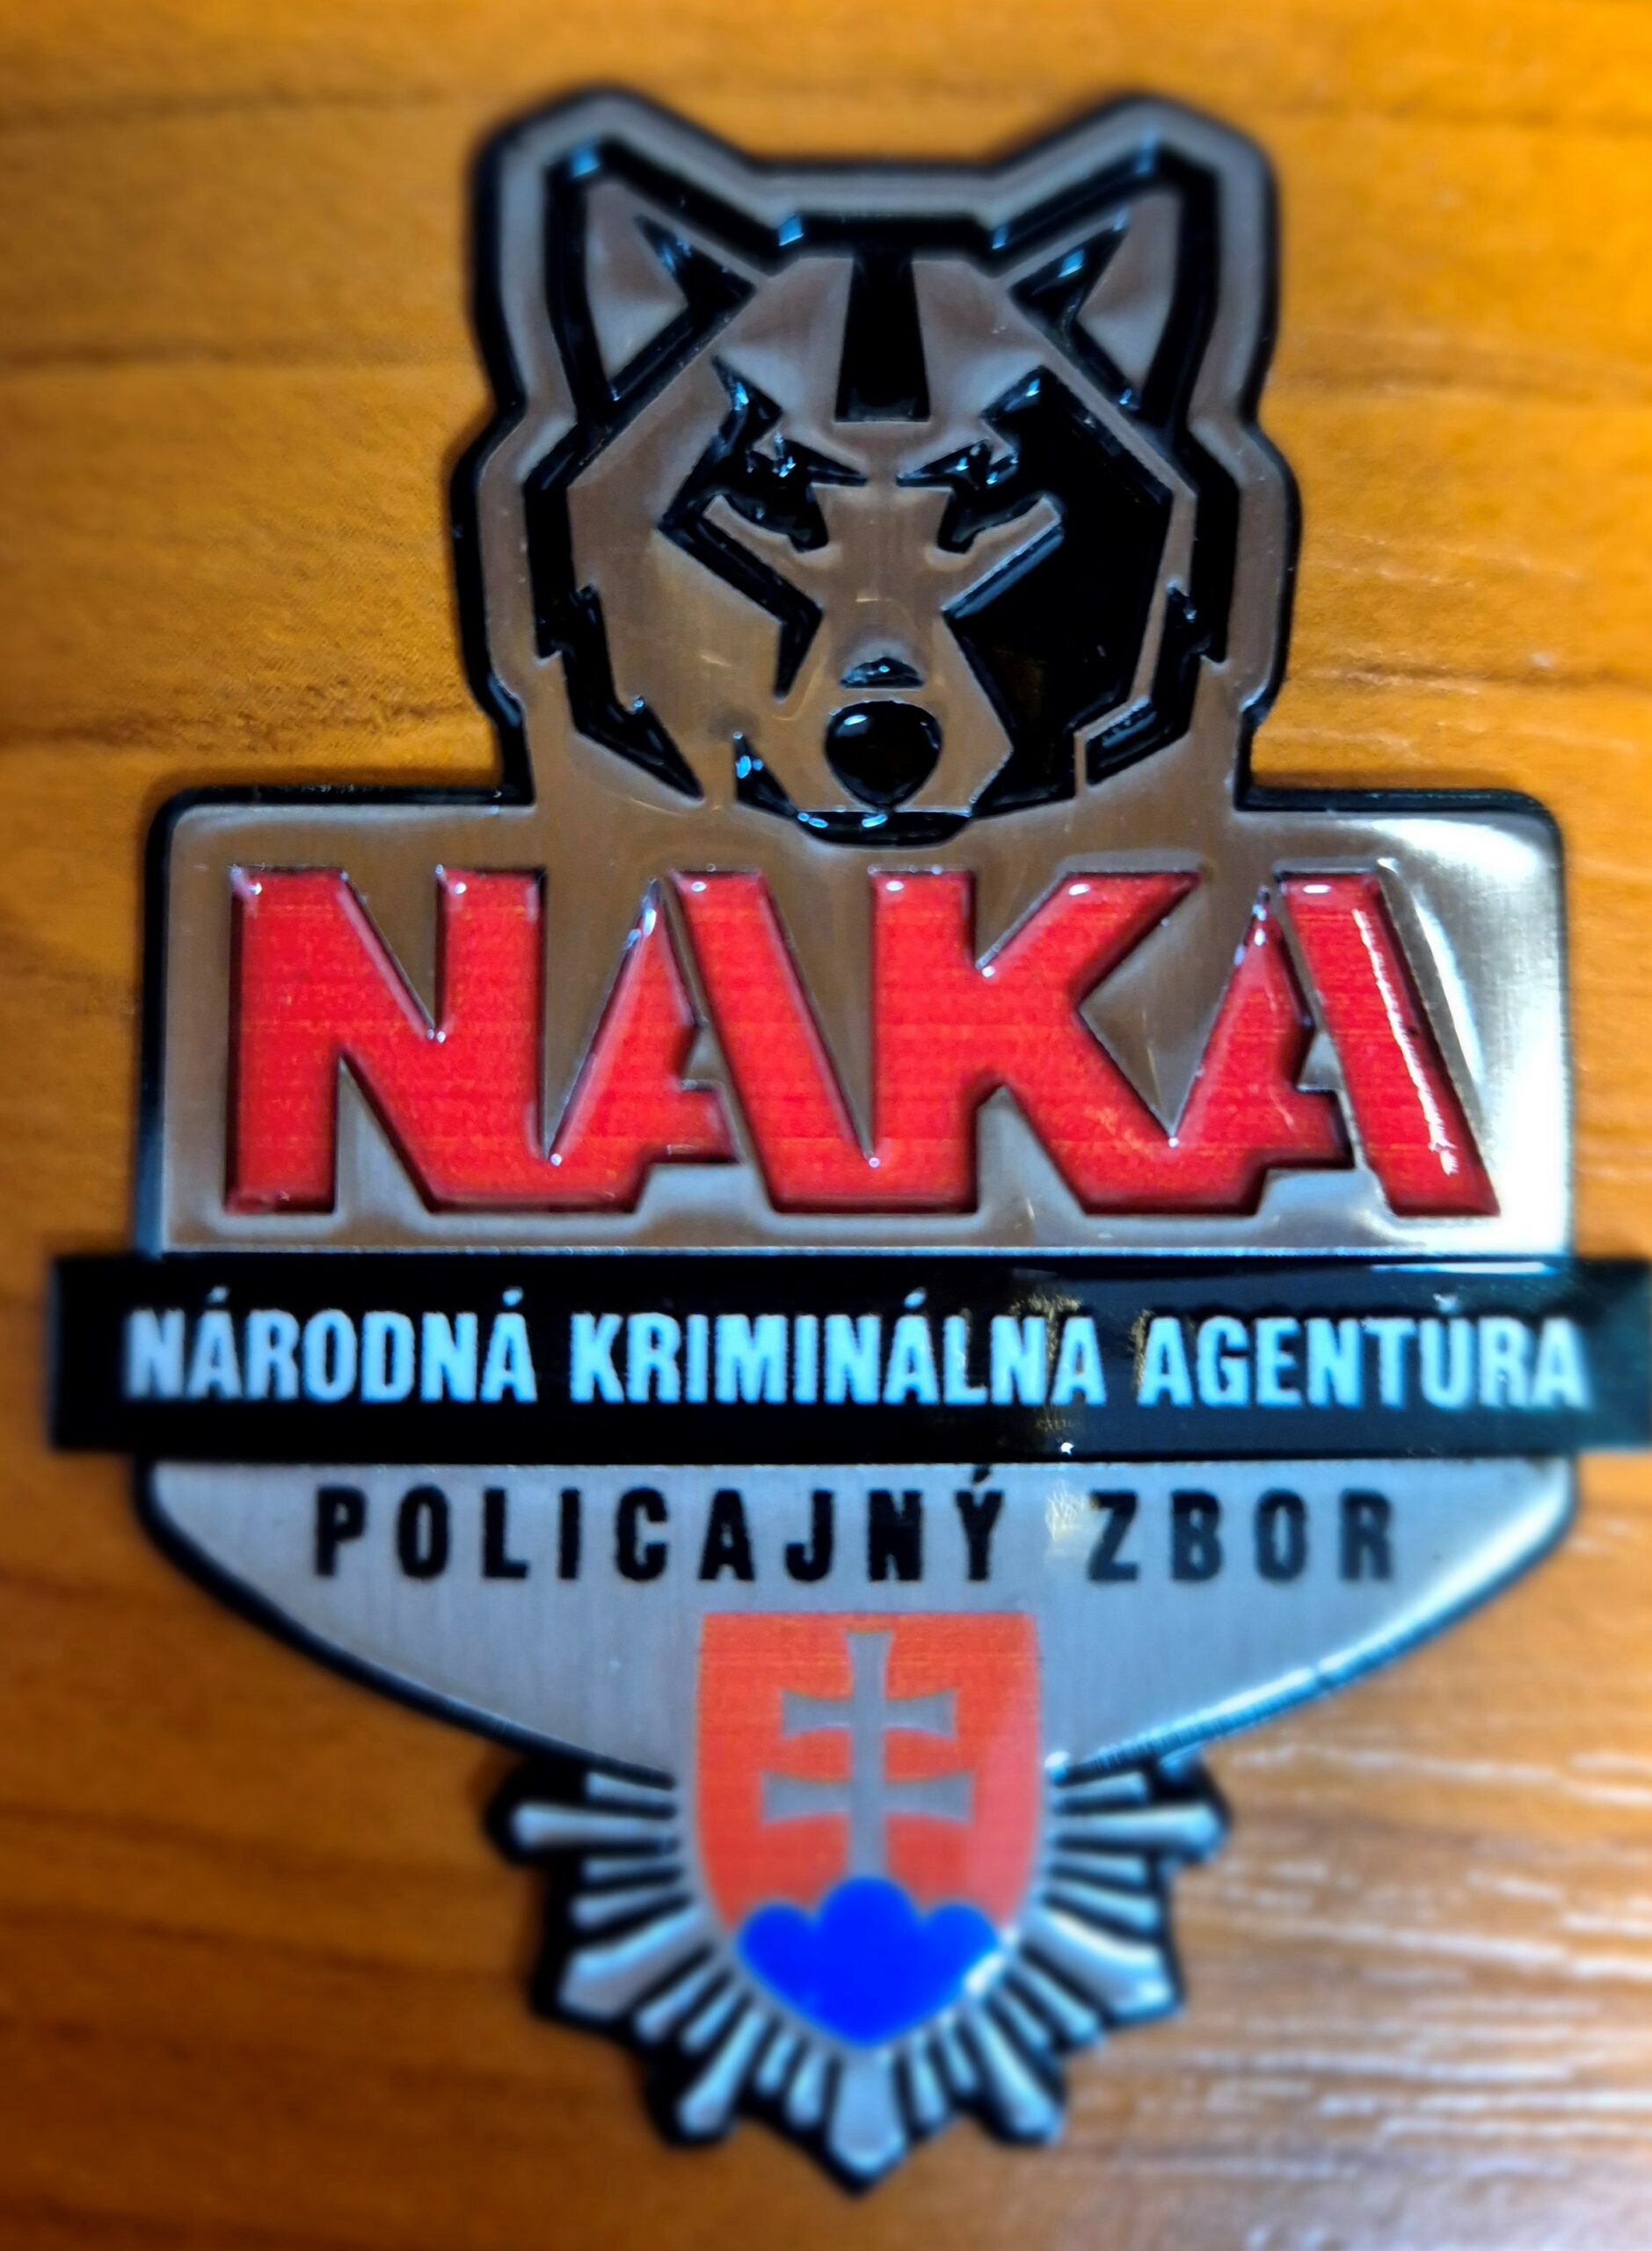 NAKA
NÁRODNÁ KRIMINÁLNA AGENTÚRA
POLICAJNÝ ZBOR